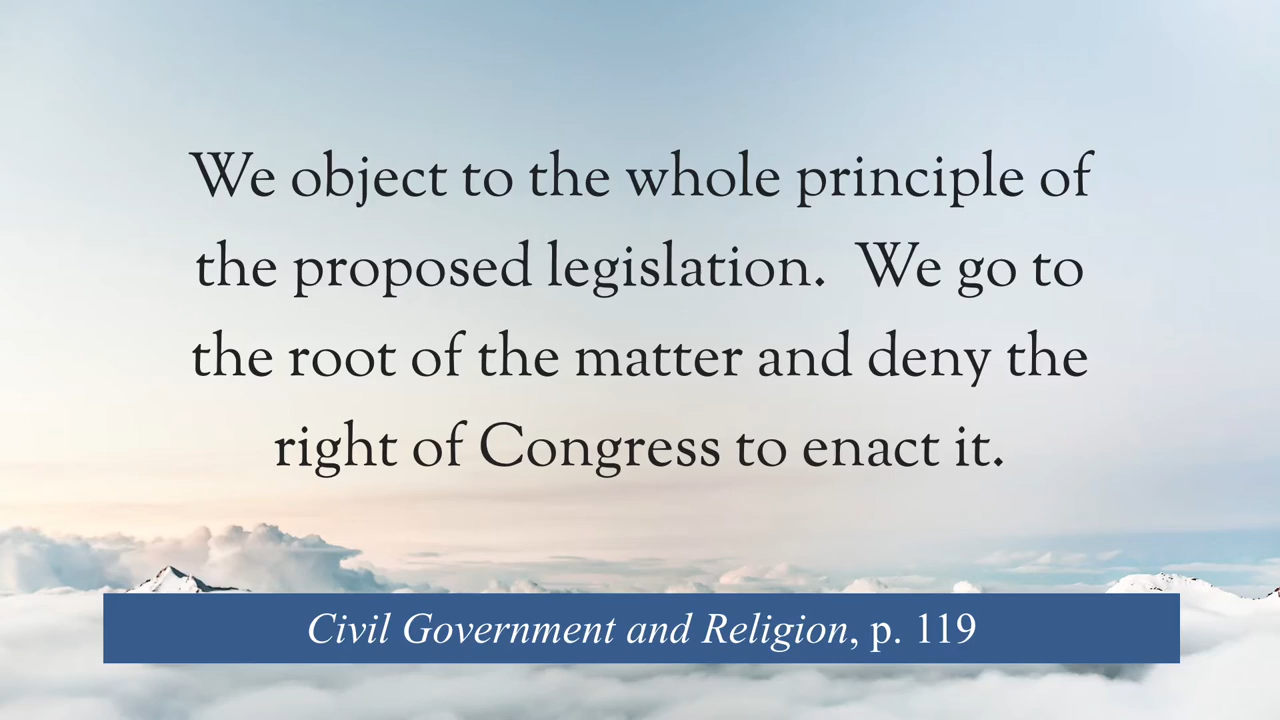 We object to the whole principle of
the proposed legislation.  We go to
the root of the matter and deny the
right of Congress to enact it.
Civil Government and Religion, p. 119